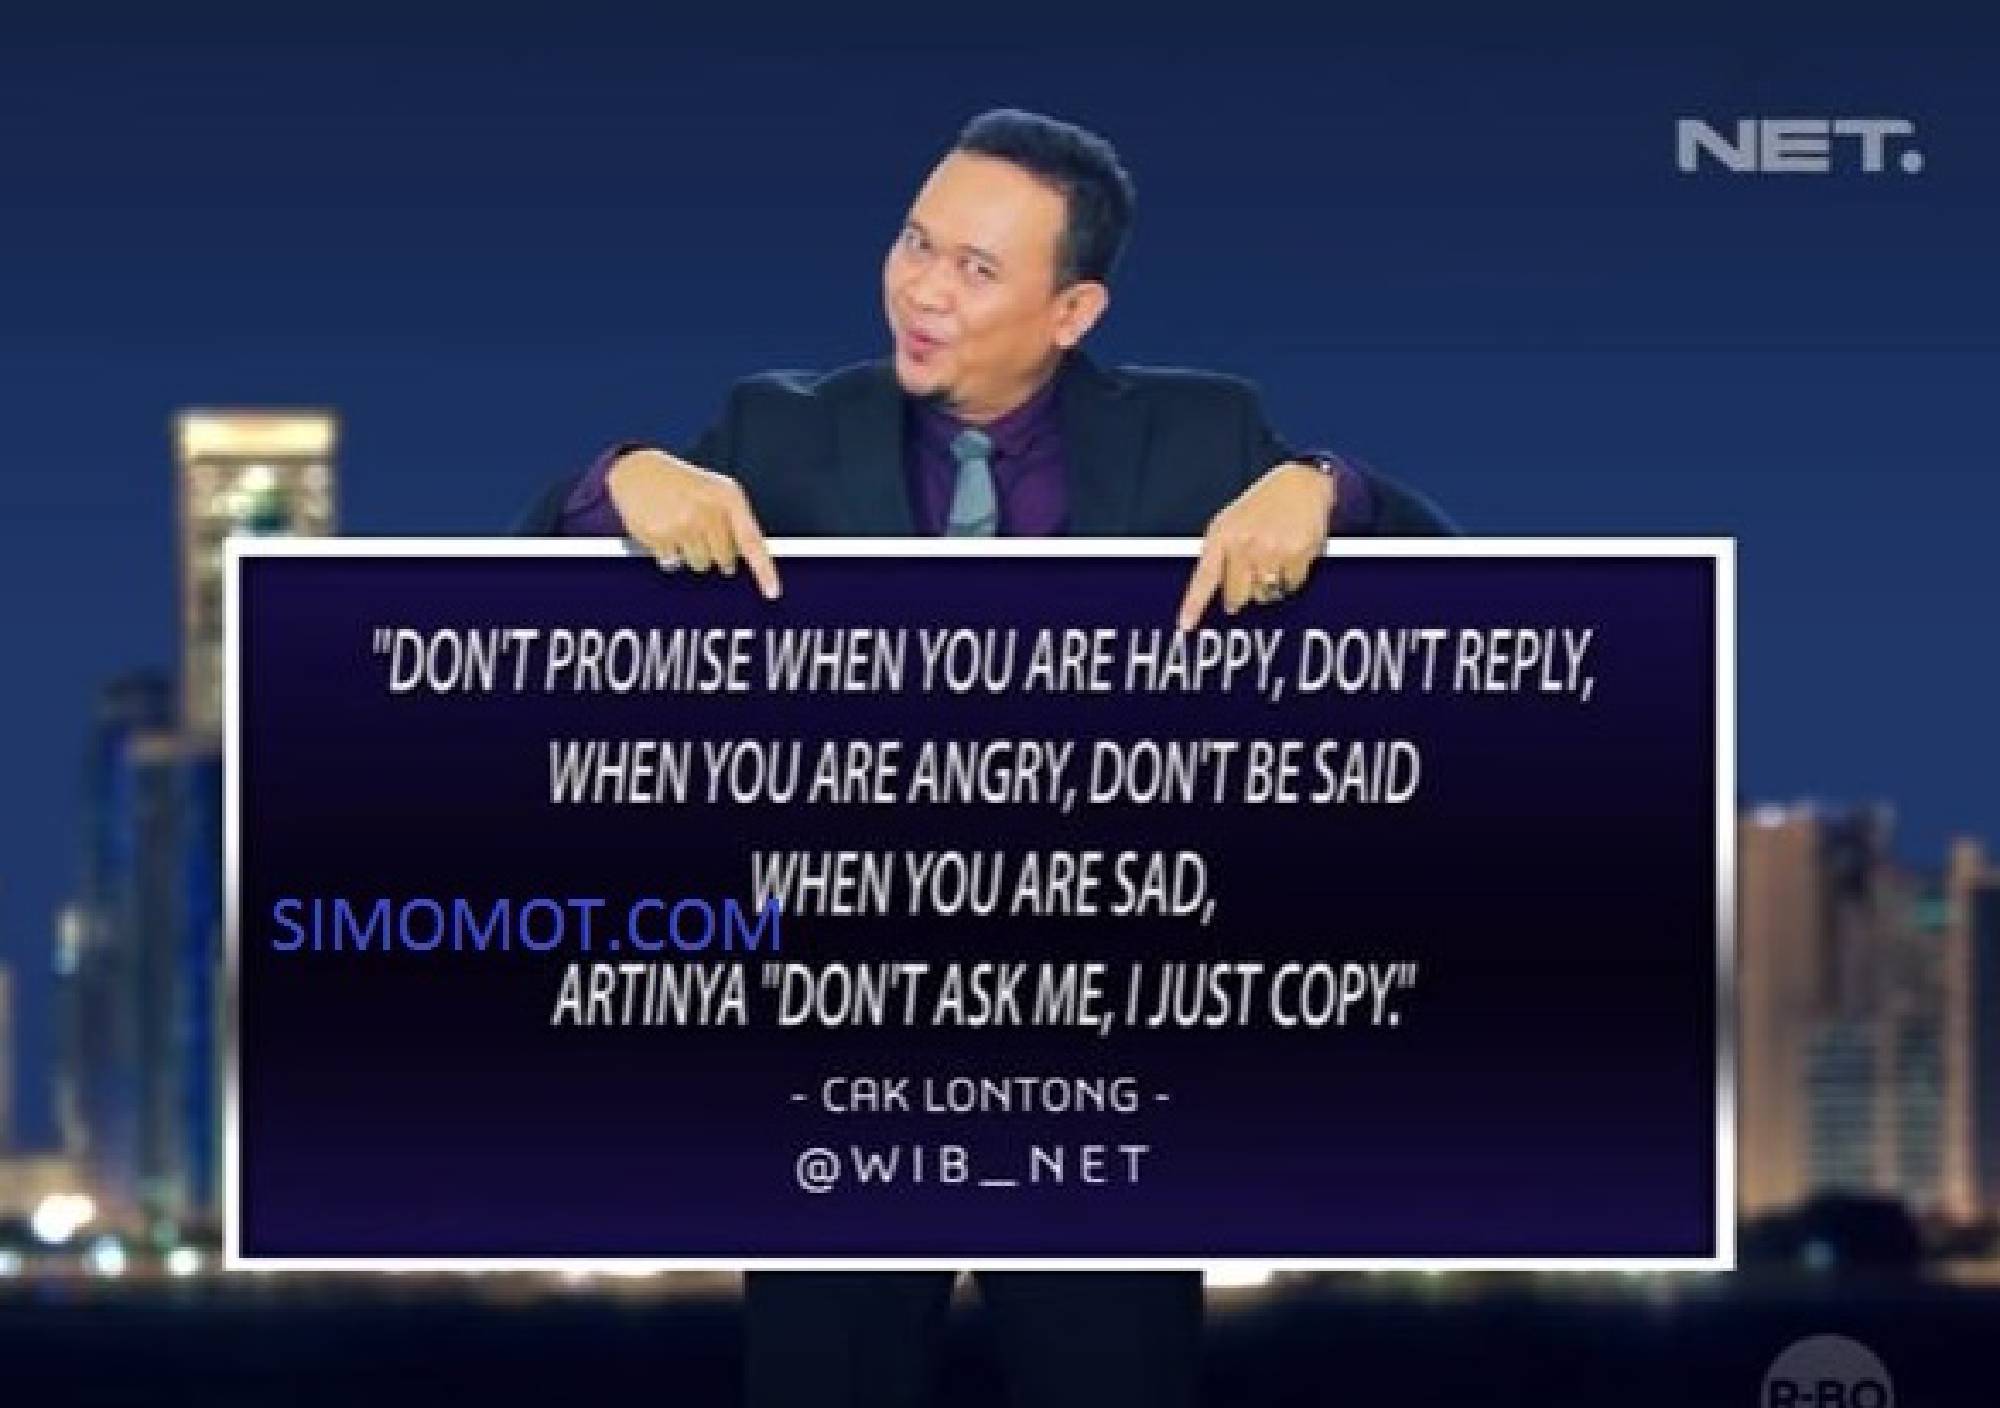 NET.
"DON'T PROMISE WHEN YOU ARE HAPPY, DON'T REPLY,
WHEN YOU ARE ANGRY, DON'T BE SAID
WHEN YOU ARE SAD,
SIMOMOT.COM
ARTINYA "DON'T ASK ME, I JUST COPY."
- CAK LONTONG -
@WIB_NET
R-BO